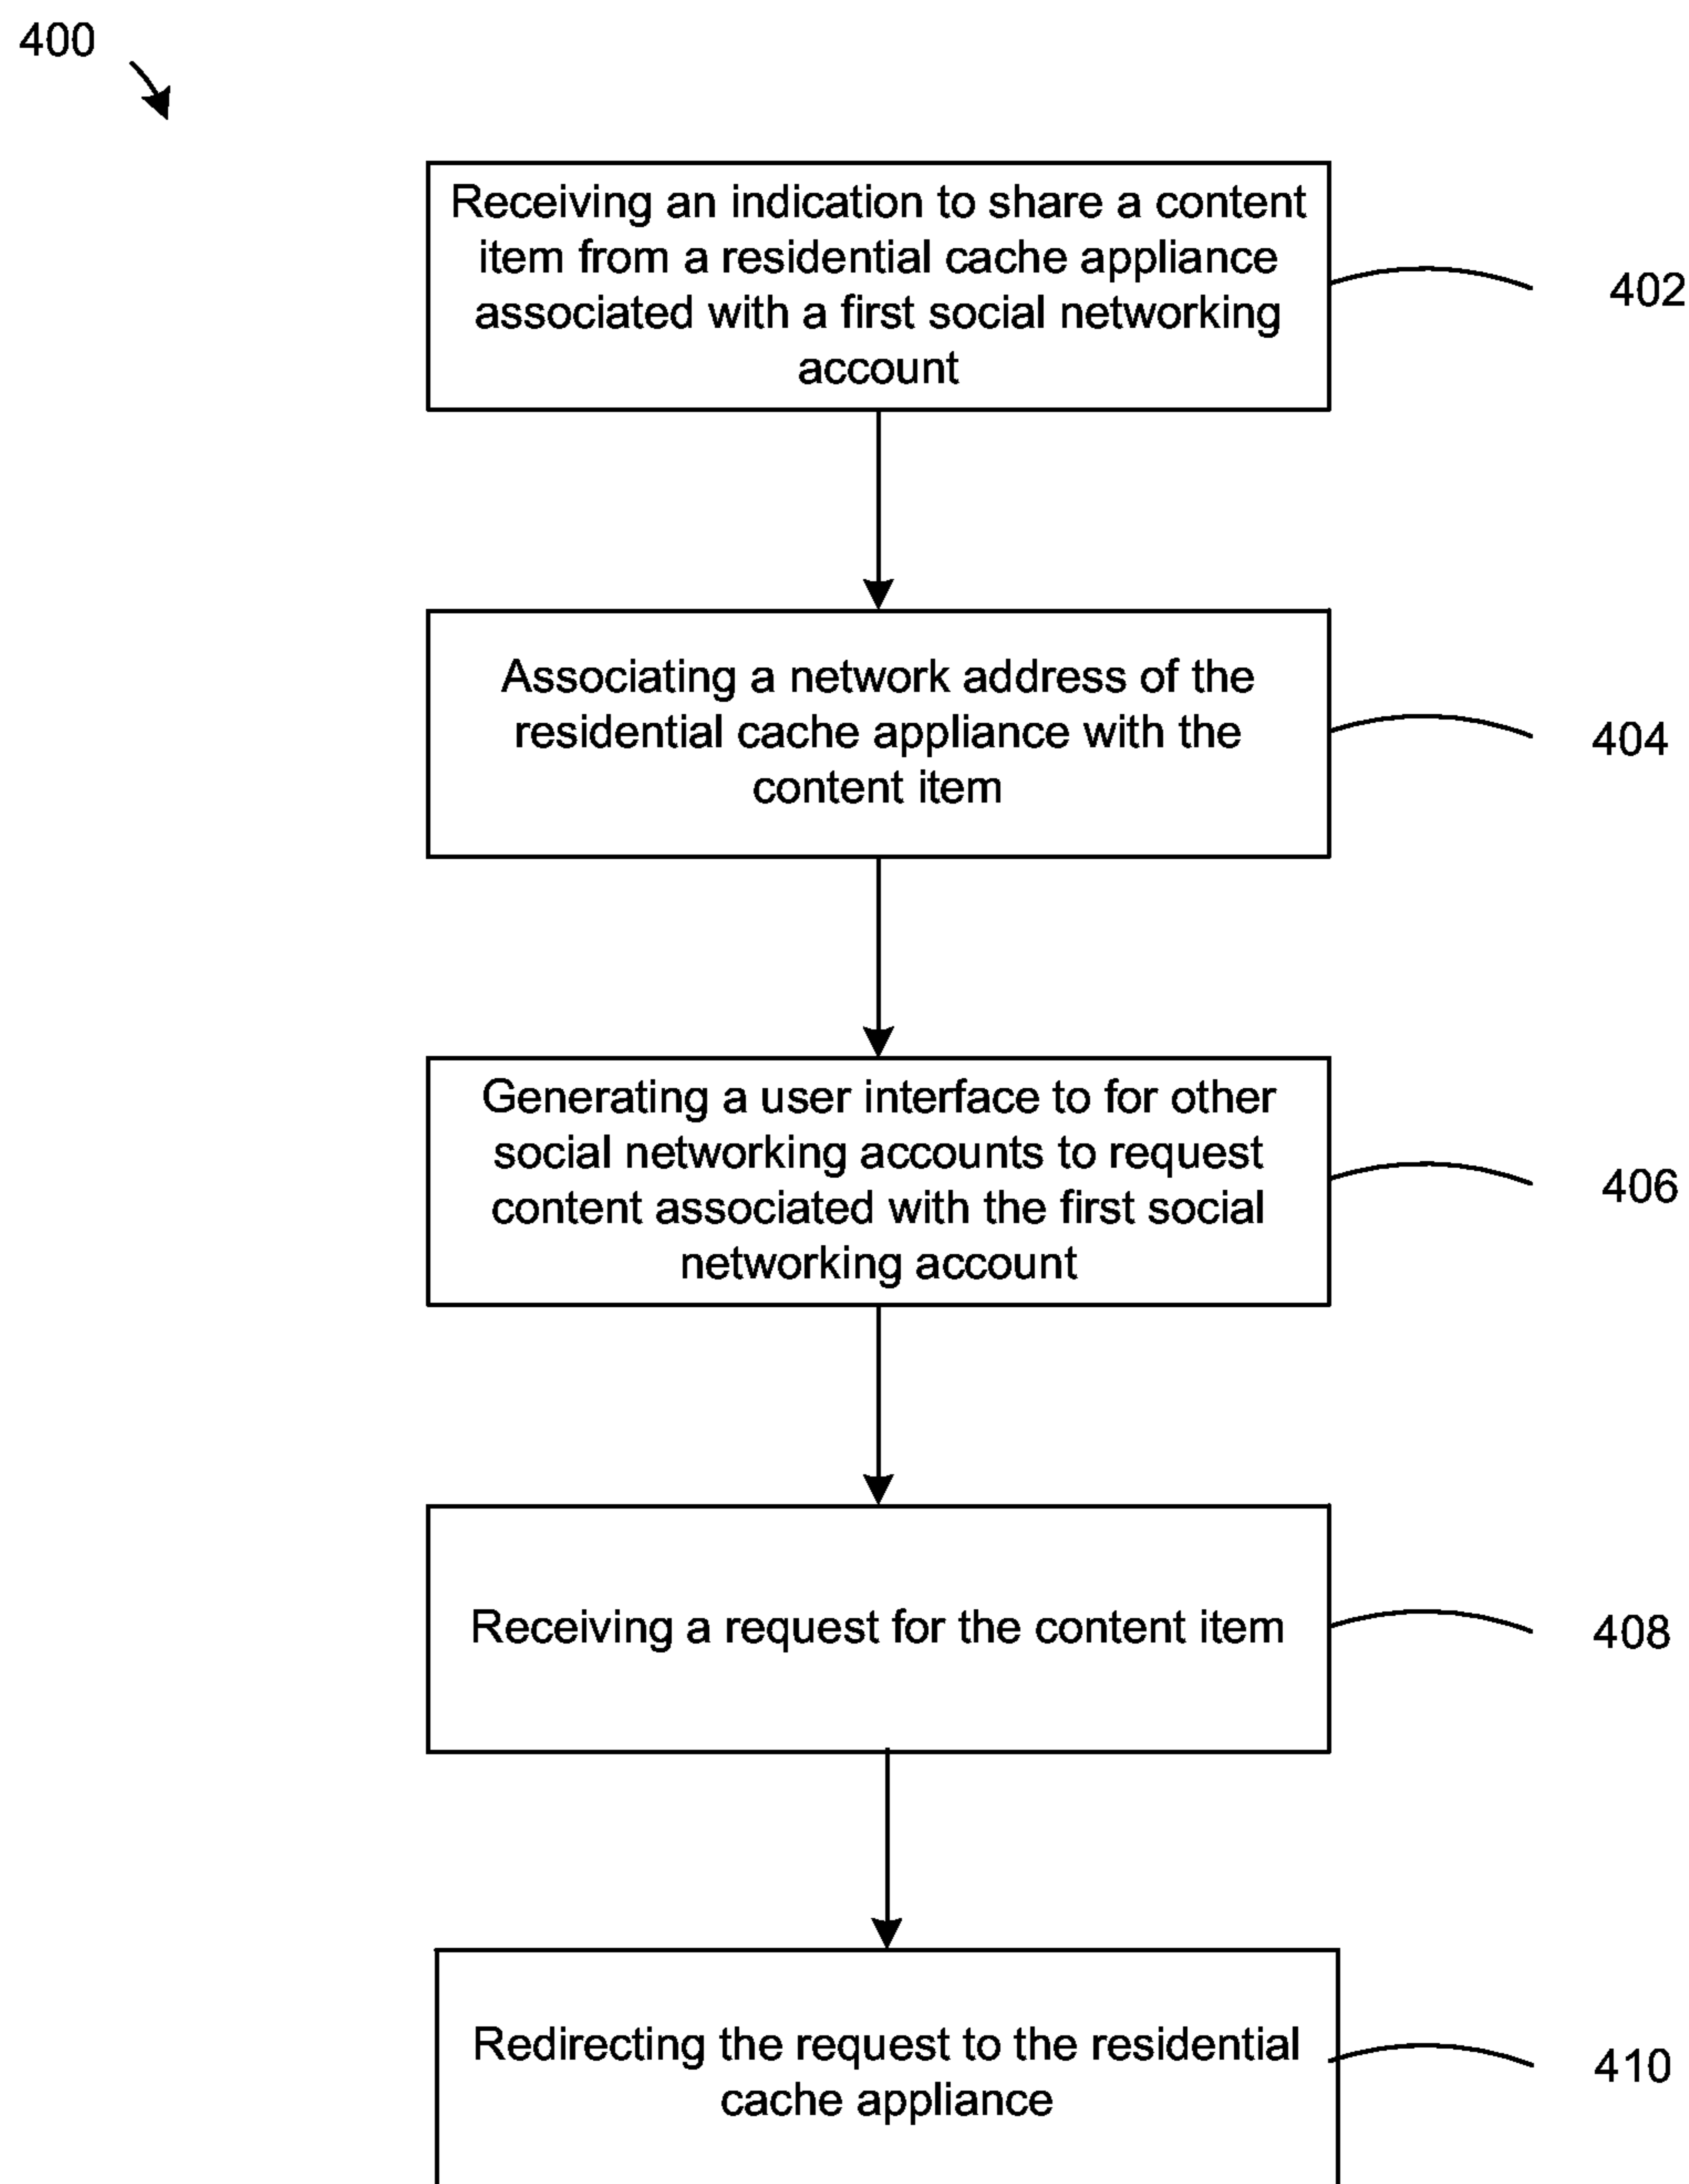 400
Receiving an indication to share a content
item from a residential cache appliance
associated with a first social networking
account
402
Associating a network address of the
residential cache appliance with the
content item
404
Generating a user interface to for other
social networking accounts to request
content associated with the first social
networking account
406
Receiving a request for the content item
408
Redirecting the request to the residential
cache appliance
410